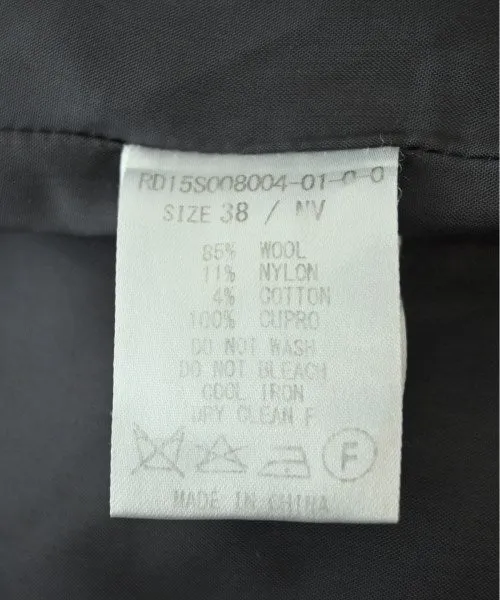 RD15S008004-01-0-0
SIZE 38 / NV
85% WOOL
11% NYLON
4% COTTON
100% CUPRO
DO NOT WASH
DO NOT BLEACH
COOL IRON
DRY CLEAN F
F
MADE IN CHINA